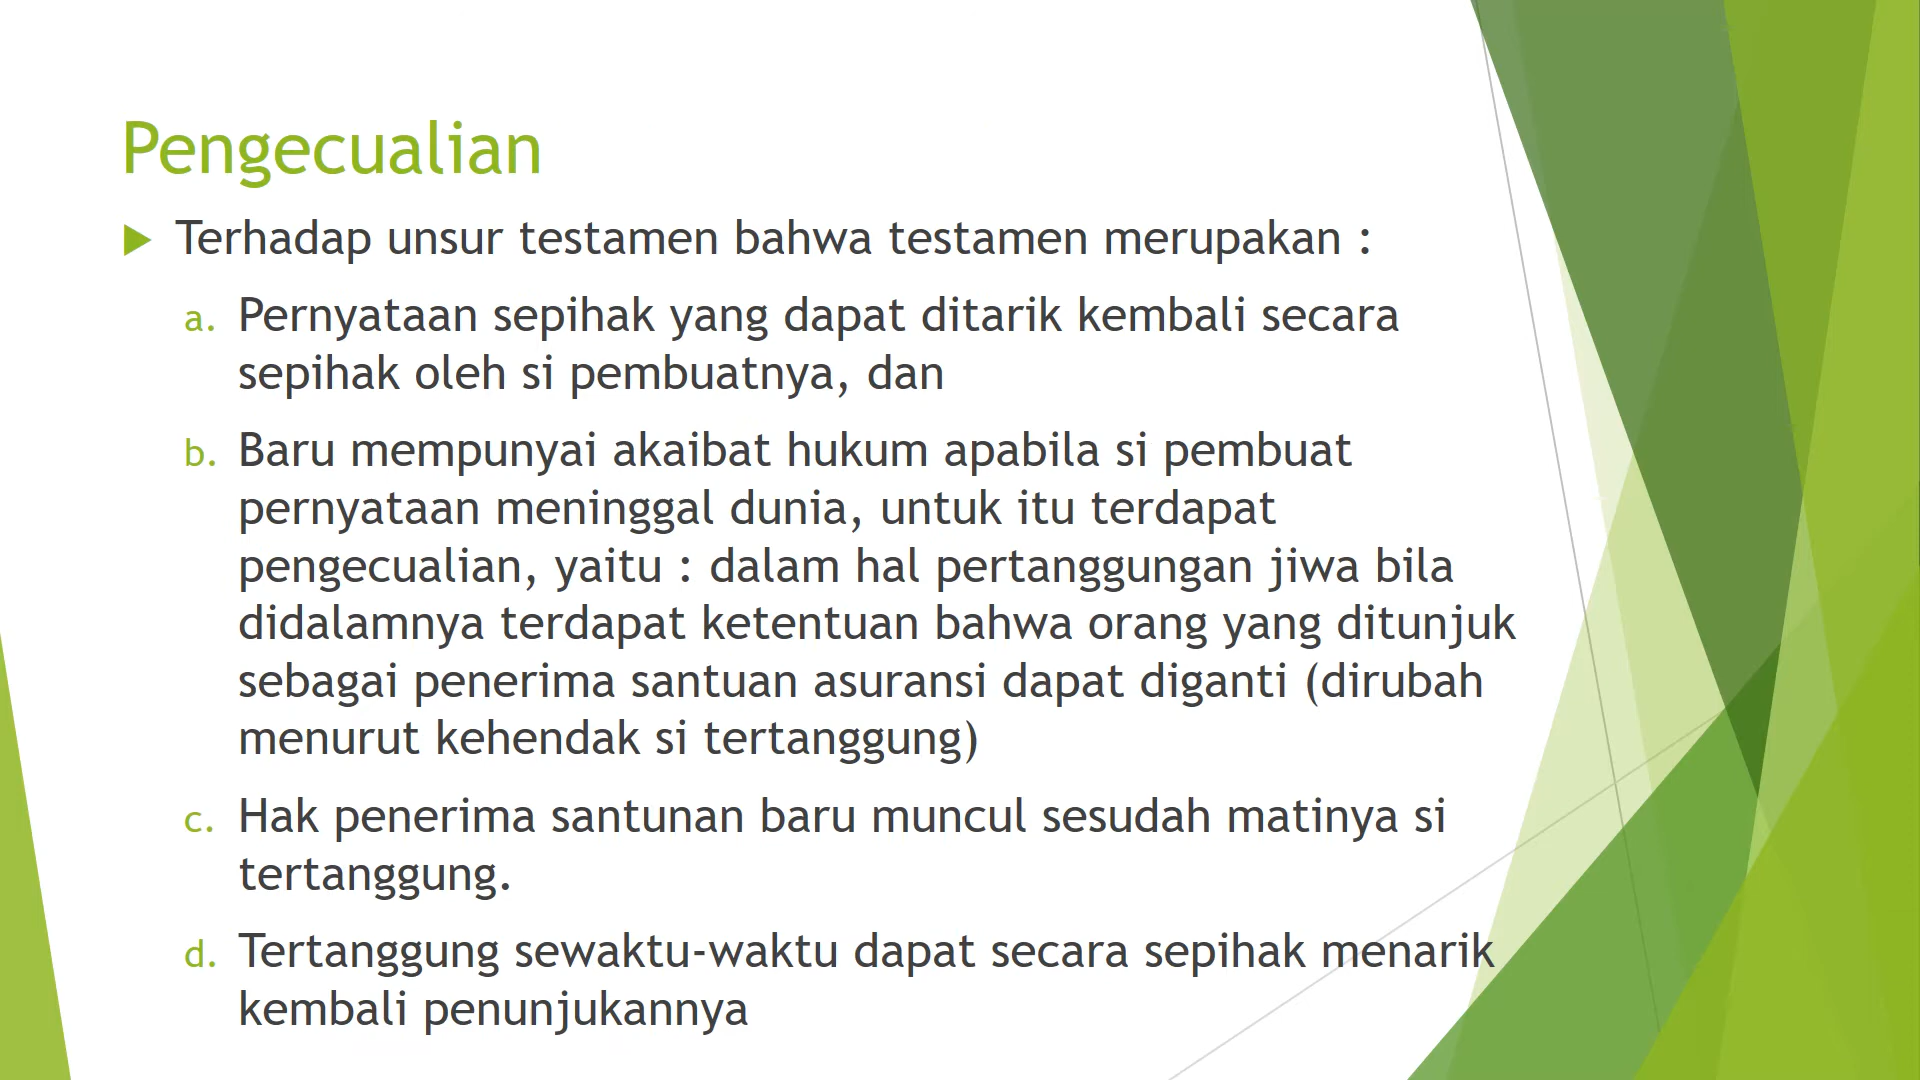 Pengecualian
Terhadap unsur testamen bahwa testamen merupakan :
a. Pernyataan sepihak yang dapat ditarik kembali secara
sepihak oleh si pembuatnya, dan
b. Baru mempunyai akaibat hukum apabila si pembuat
pernyataan meninggal dunia, untuk itu terdapat
pengecualian, yaitu : dalam hal pertanggungan jiwa bila
didalamnya terdapat ketentuan bahwa orang yang ditunjuk
sebagai penerima santuan asuransi dapat diganti (dirubah
menurut kehendak si tertanggung)
c. Hak penerima santunan baru muncul sesudah matinya si
tertanggung.
d. Tertanggung sewaktu-waktu dapat secara sepihak menarik
kembali penunjukannya